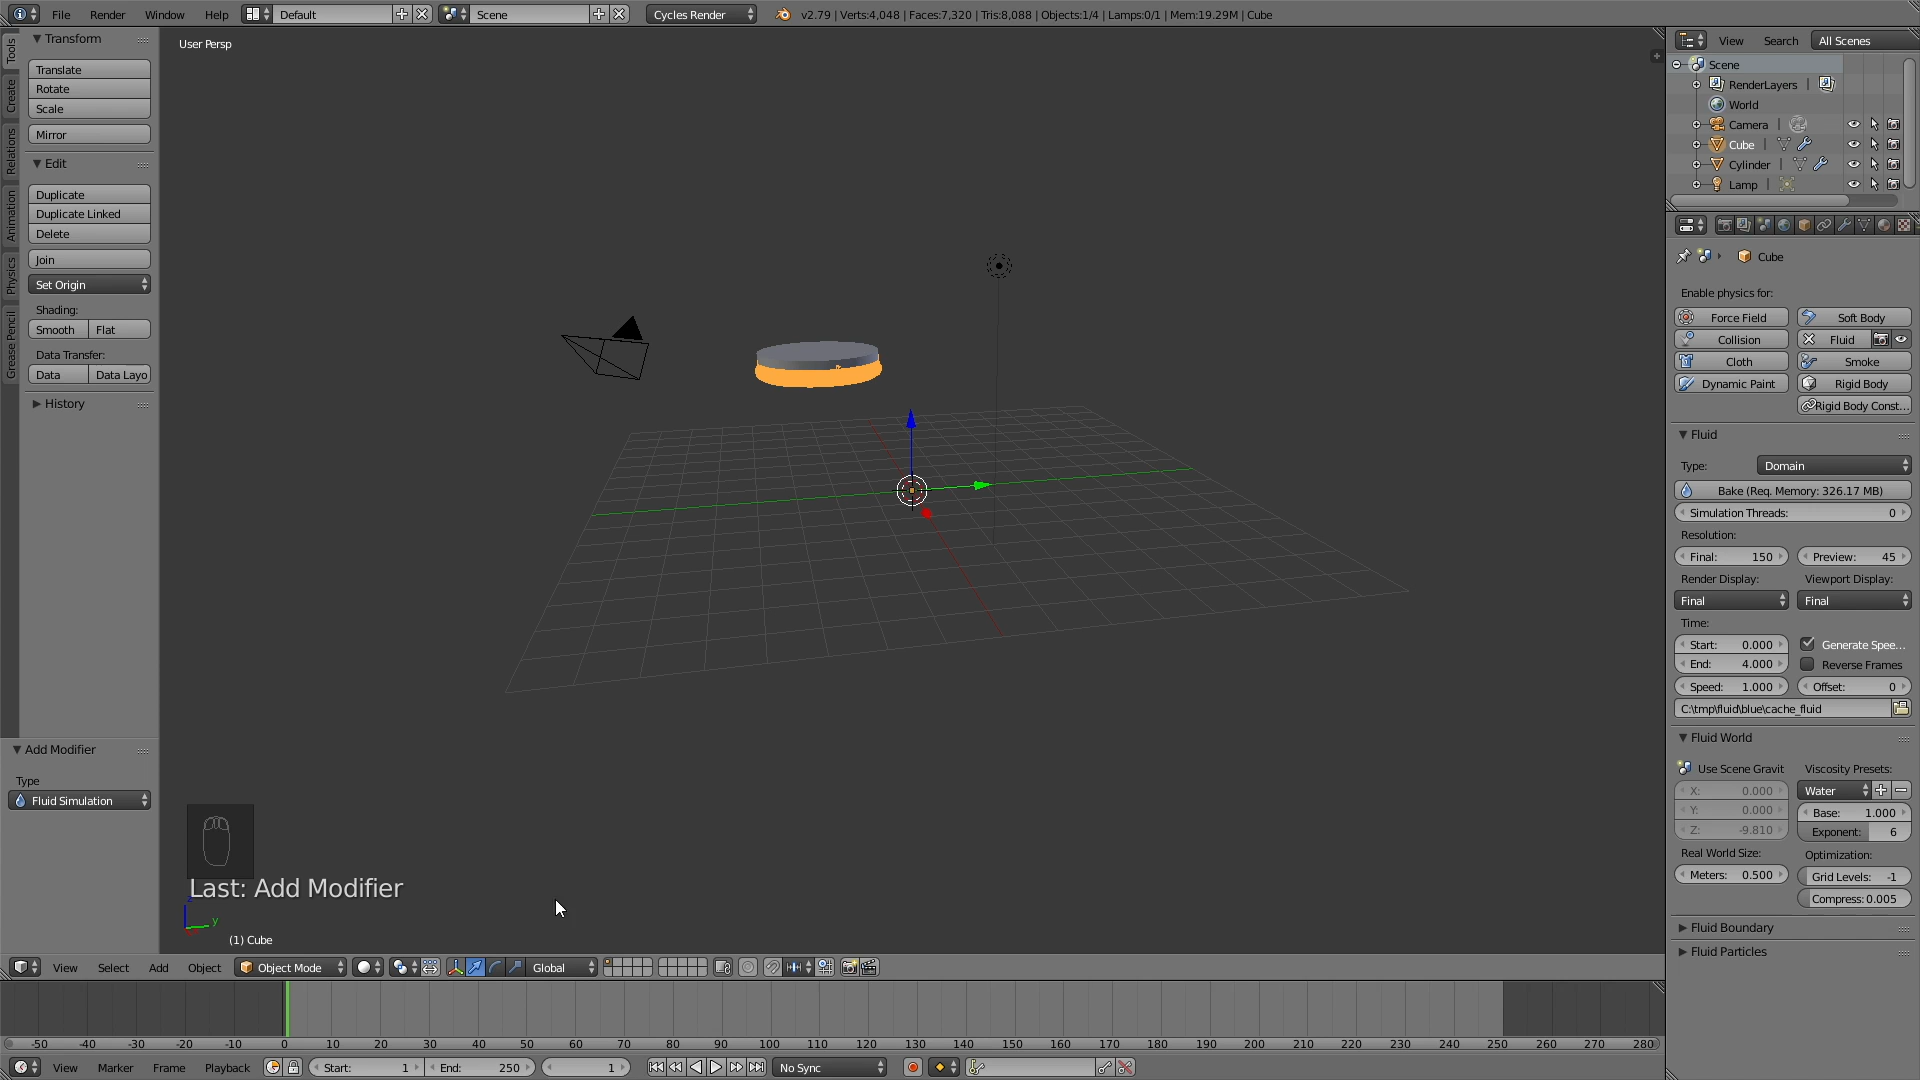 File Render Window Help Default Scene Cycles Render v2.79 | Verts:4,048 | Faces:7,320 | Tris:8,088 | Objects:1/4 | Lamps:0/1 | Mem:19.29M | Cube
Tools
Create
Relations
Animation
Physics
Grease Pencil
Transform
Translate
Rotate
Scale
Mirror
Edit
Duplicate
Duplicate Linked
Delete
Join
Set Origin
Shading:
Smooth Flat
Data Transfer:
Data Data Layo
History
Add Modifier
Type
Fluid Simulation
User Persp
Last: Add Modifier
y
(1) Cube
View Select Add Object Object Mode Global
-50 -40 -30 -20 -10 0 10 20 30 40 50 60 70 80 90 100 110 120 130 140 150 160 170 180 190 200 210 220 230 240 250 260 270 280
View Marker Frame Playback Start: 1 End: 250 1 No Sync
View Search All Scenes
Scene
RenderLayers |
World
Camera |
Cube |
Cylinder |
Lamp |
Cube
Enable physics for:
Force Field Soft Body
Collision Fluid
Cloth Smoke
Dynamic Paint Rigid Body
Rigid Body Const...
Fluid
Type: Domain
Bake (Req. Memory: 326.17 MB)
Simulation Threads: 0
Resolution:
Final: 150 Preview: 45
Render Display: Viewport Display:
Final Final
Time:
Start: 0.000 Generate Spee...
End: 4.000 Reverse Frames
Speed: 1.000 Offset: 0
C:\tmp\fluid\blue\cache_fluid
Fluid World
Use Scene Gravit Viscosity Presets:
X: 0.000 Water
Y: 0.000 Base: 1.000
Z: -9.810 Exponent: 6
Real World Size: Optimization:
Meters: 0.500 Grid Levels: -1
Compress: 0.005
Fluid Boundary
Fluid Particles